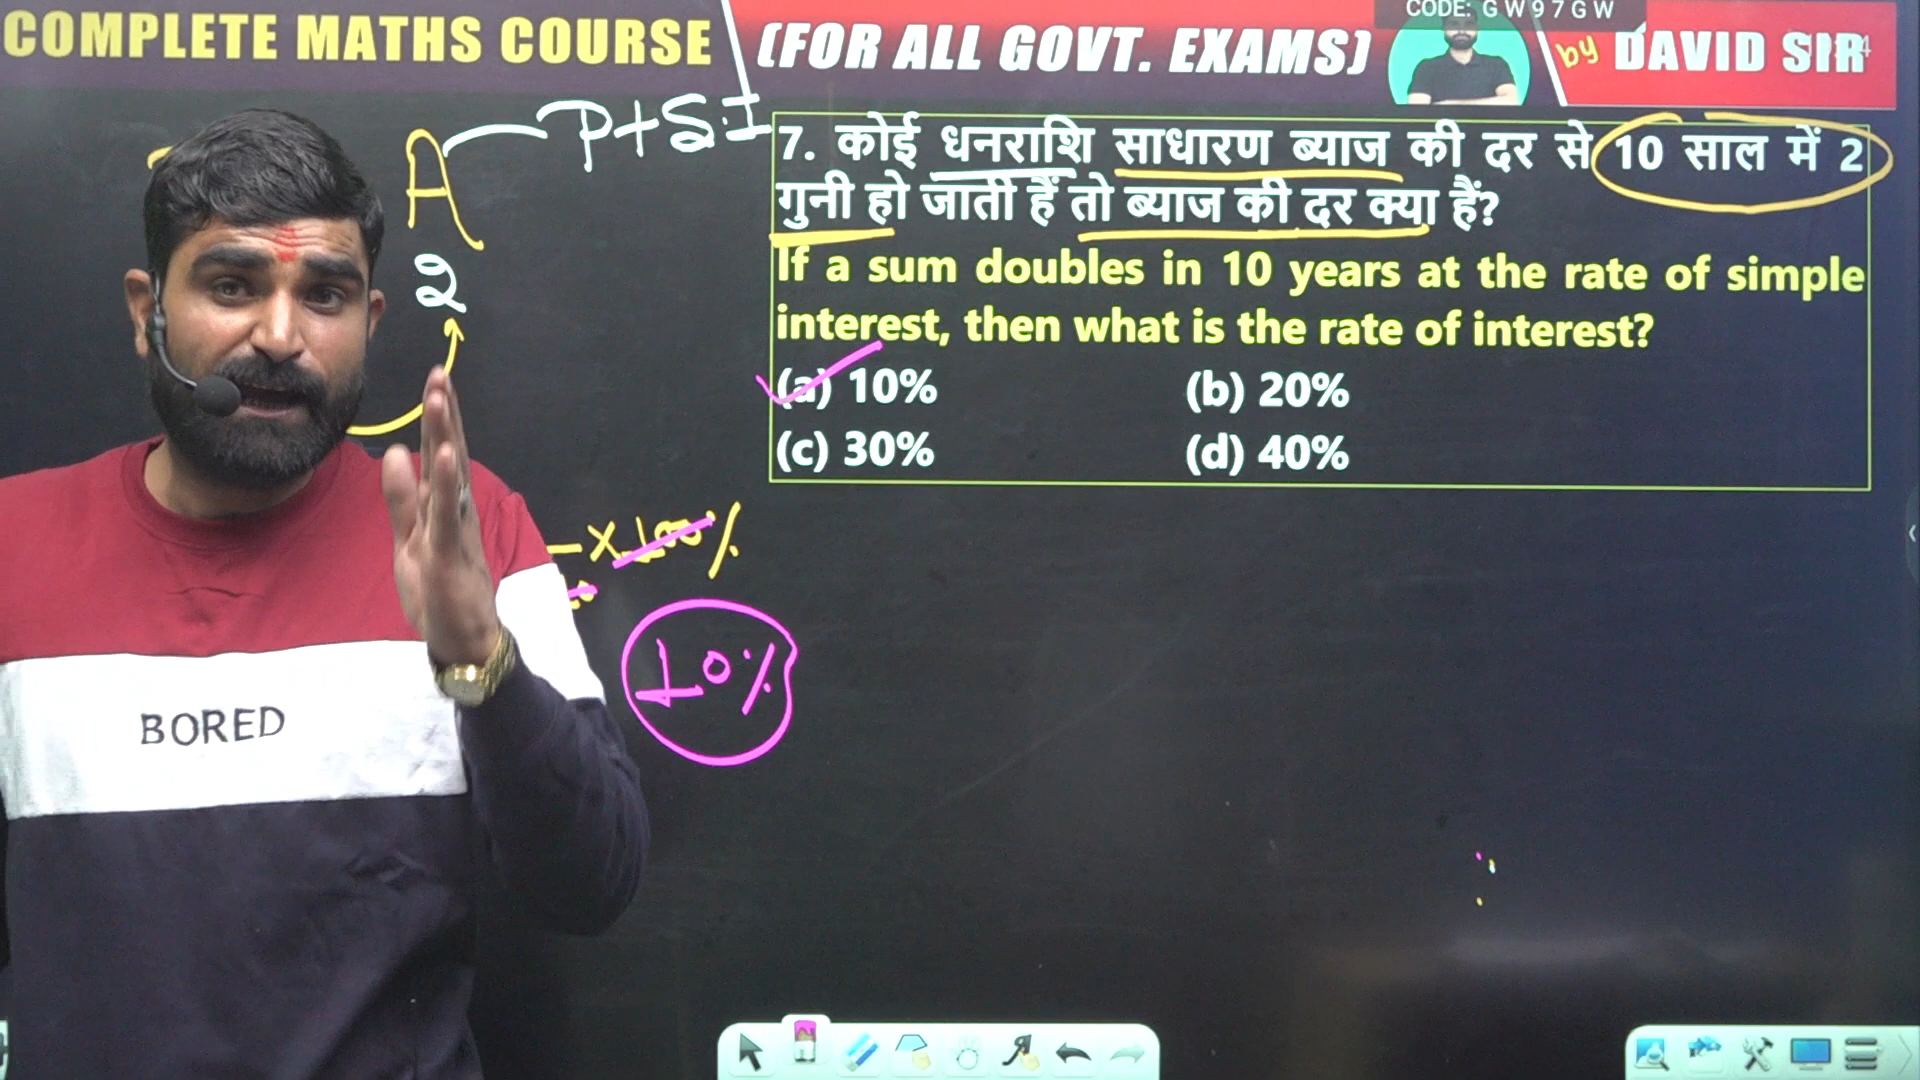 COMPLETE MATHS COURSE (FOR ALL GOVT. EXAMS) by DAVID SIR
CODE: GW97GW
A P+S.I
2
7. कोई धनराशि साधारण ब्याज की दर से 10 साल में 2
गुनी हो जाती हैं तो ब्याज की दर क्या हैं?
If a sum doubles in 10 years at the rate of simple
interest, then what is the rate of interest?
(a) 10% (b) 20%
(c) 30% (d) 40%
×100%
10%
BORED